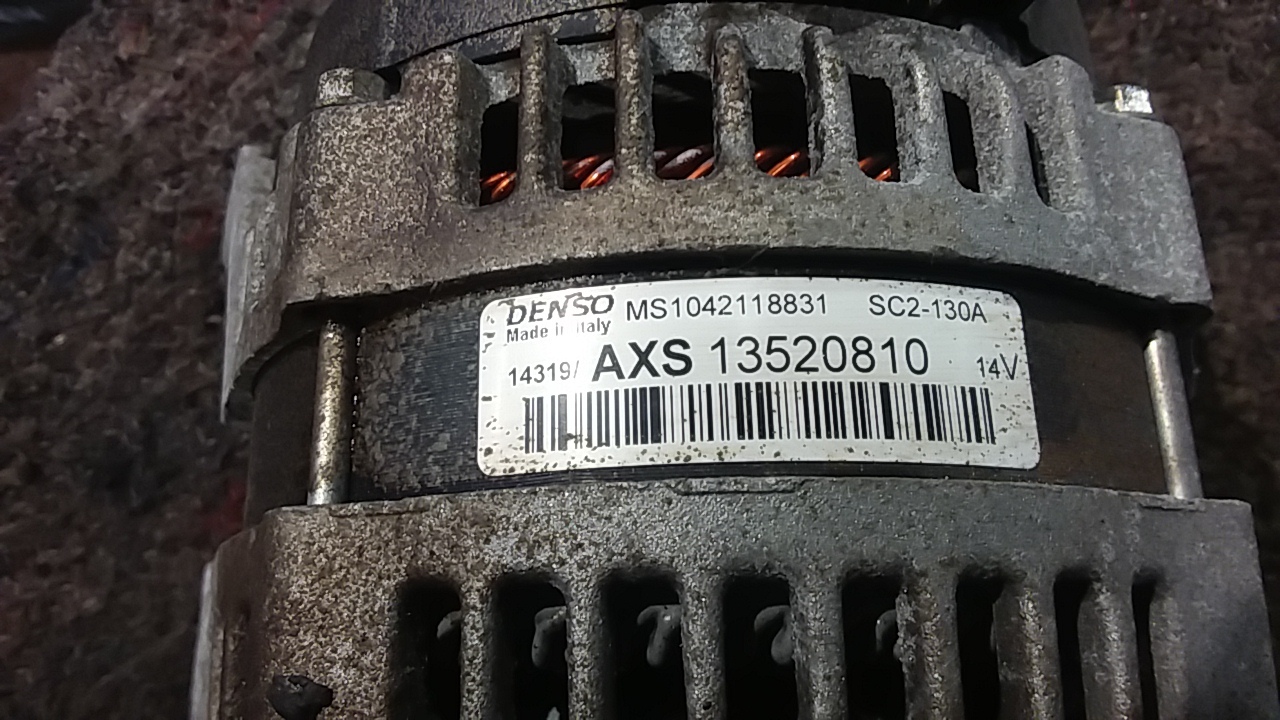 DENSO MS1042118831 SC2-130A
Made in Italy
14319/ AXS 13520810 14V